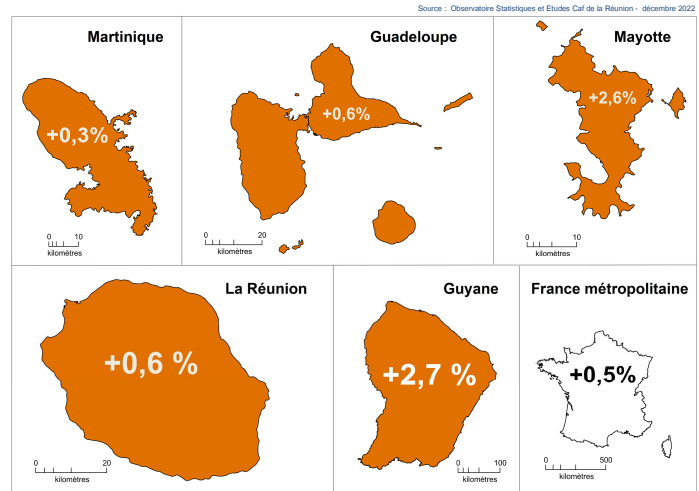 Source : Observatoire Statistiques et Etudes Caf de la Réunion - décembre 2022
Martinique
+0,3%
0 10
kilomètres
Guadeloupe
+0,6%
0 20
kilomètres
Mayotte
+2,6%
0 10
kilomètres
La Réunion
+0,6 %
0 20
kilomètres
Guyane
+2,7 %
0 100
kilomètres
France métropolitaine
+0,5%
0 500
kilomètres